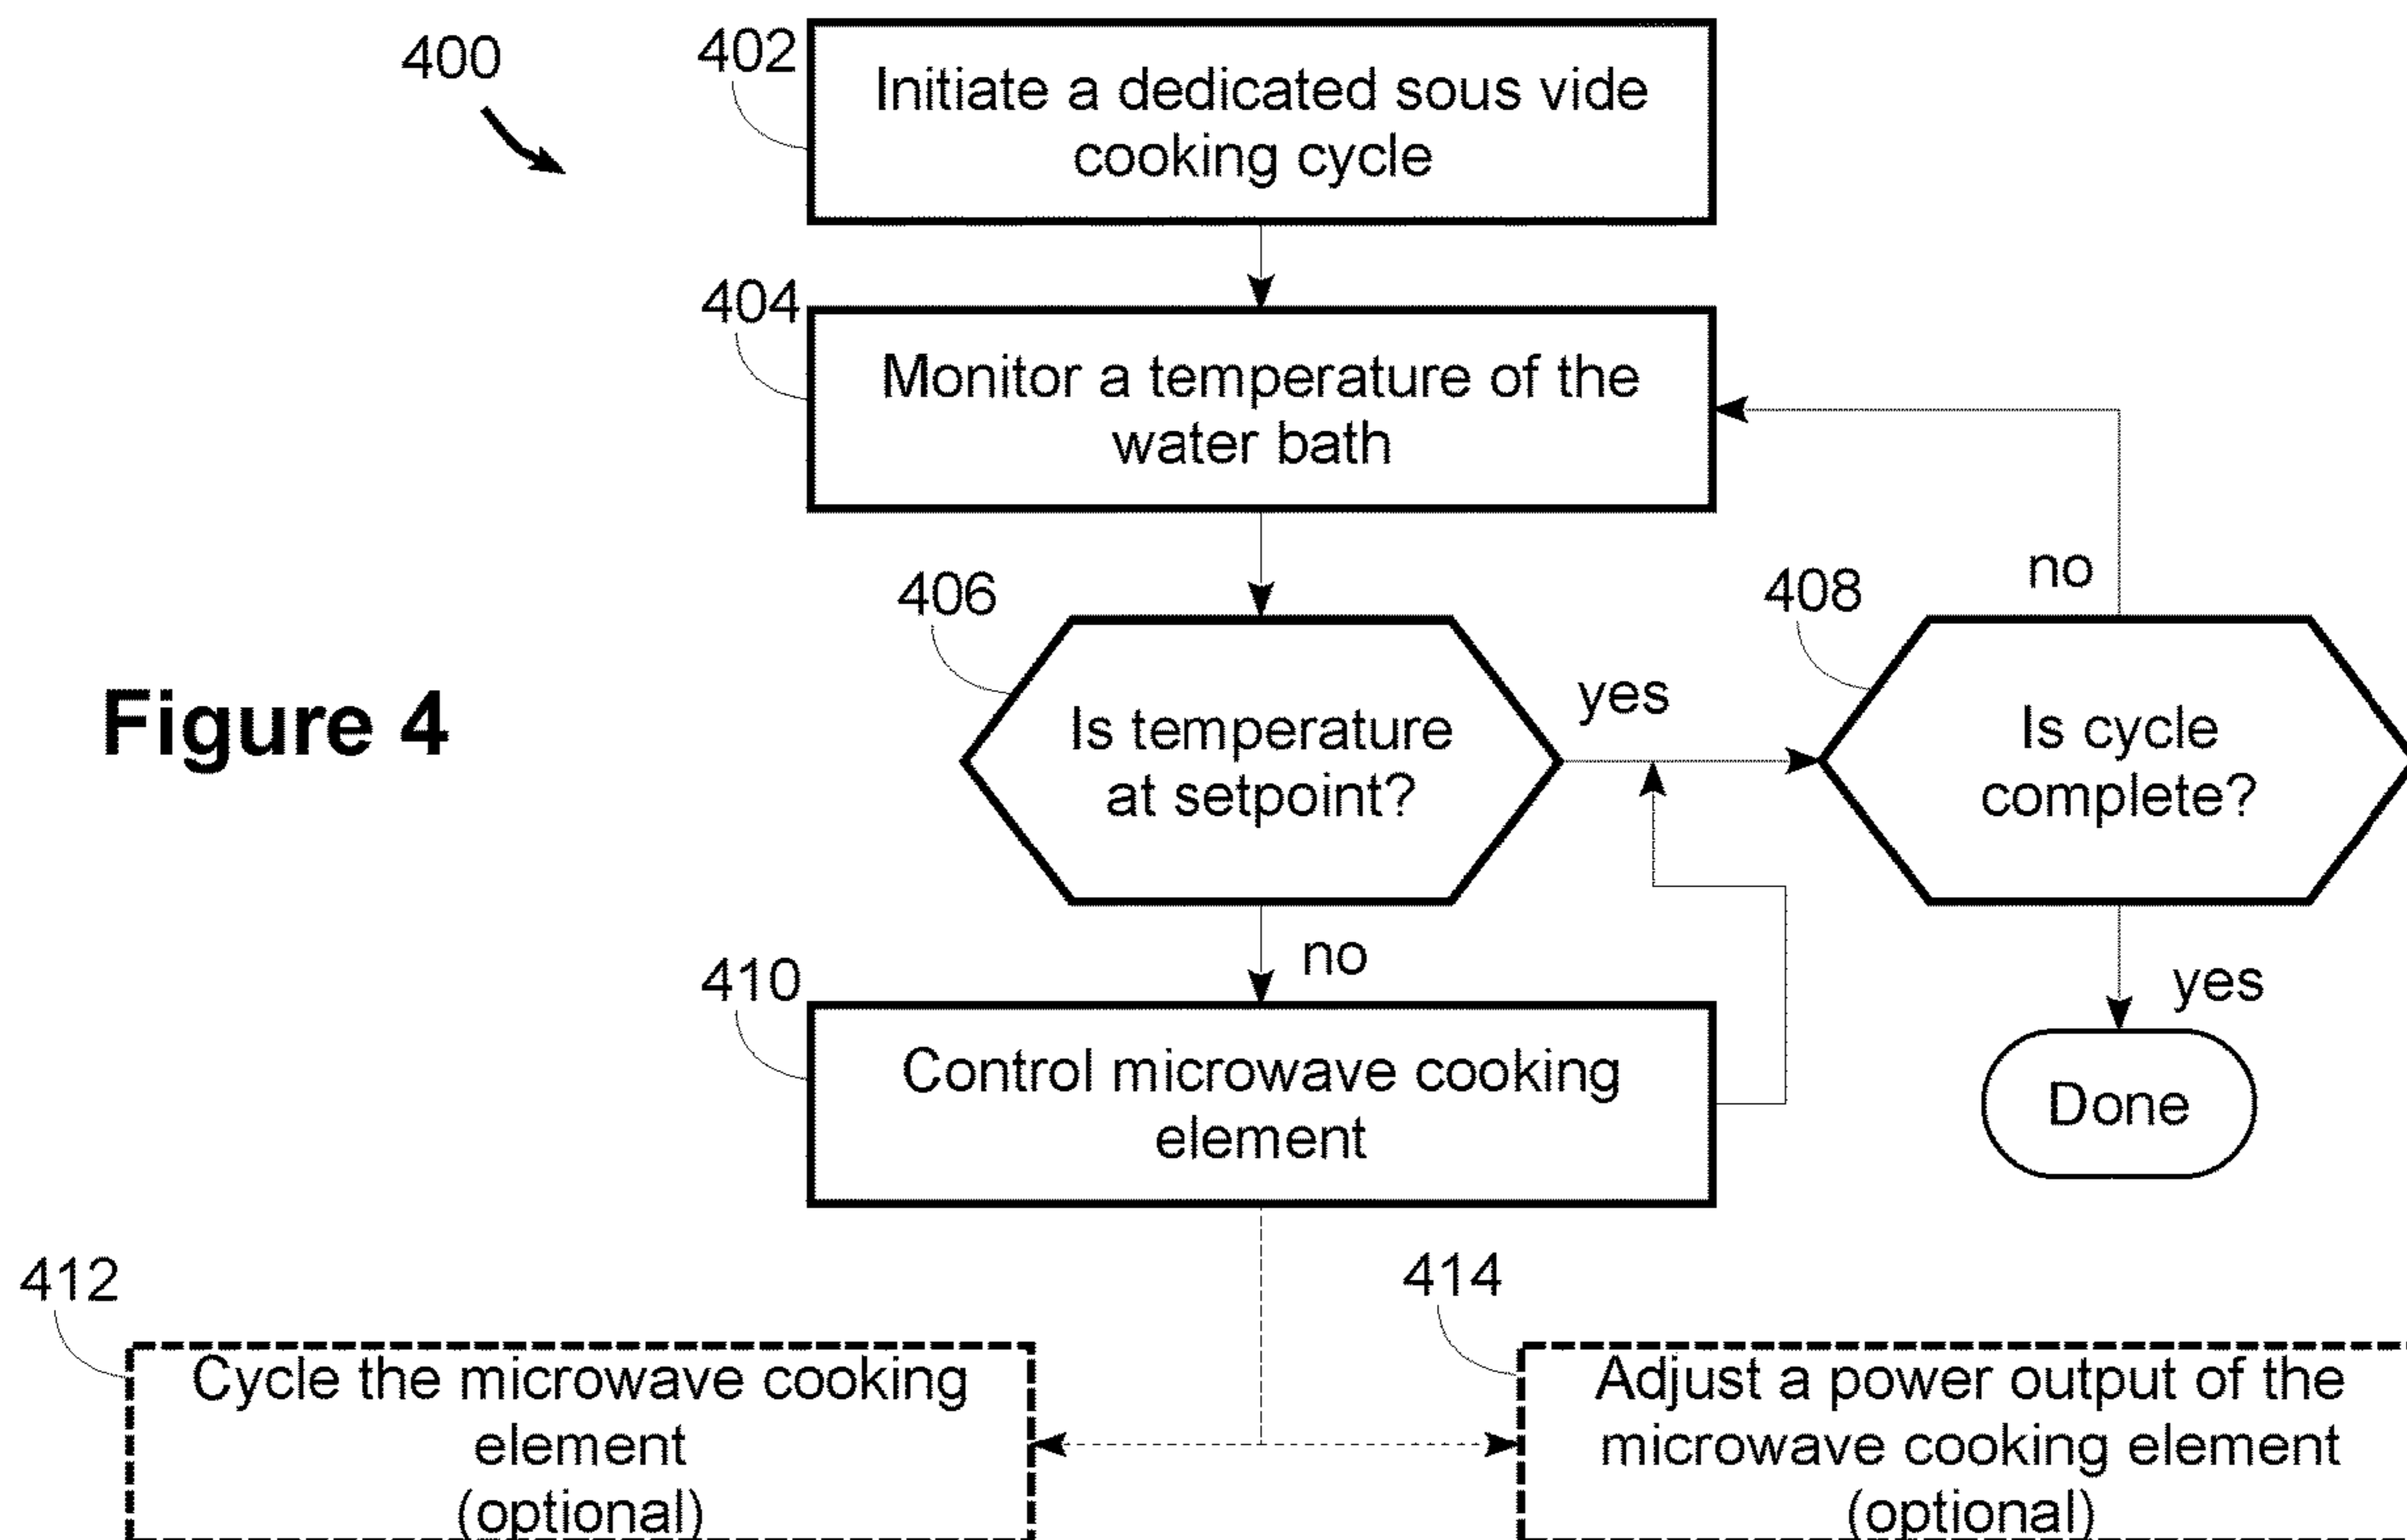 400
402
Initiate a dedicated sous vide
cooking cycle
404
Monitor a temperature of the
water bath
406
Is temperature
at setpoint?
yes
408
no
Is cycle
complete?
Figure 4
no
yes
410
Control microwave cooking
element
Done
412
Cycle the microwave cooking
element
(optional)
414
Adjust a power output of the
microwave cooking element
(optional)